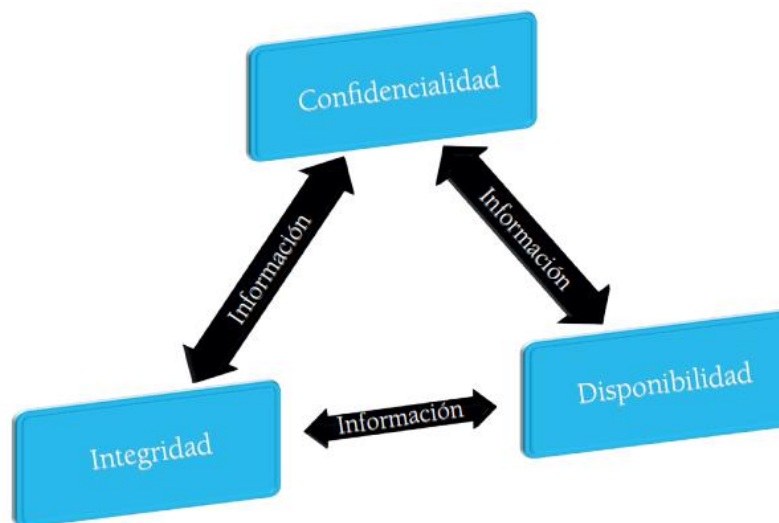 Confidencialidad
Información
Información
Integridad
Información
Disponibilidad